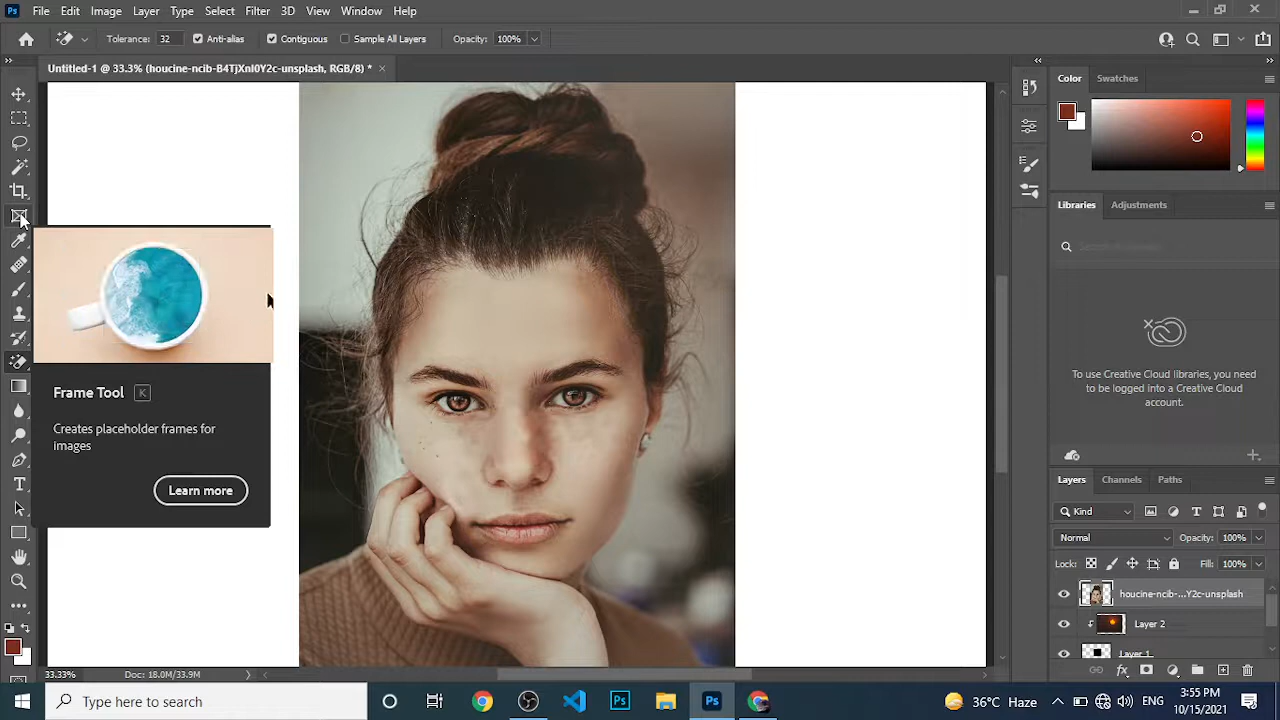 Ps File Edit Image Layer Type Select Filter 3D View Window Help
Tolerance: 32 Anti-alias Contiguous Sample All Layers Opacity: 100%
Untitled-1 @ 33.3% (houcine-ncib-B4TjXnI0Y2c-unsplash, RGB/8) *
Color Swatches
Libraries Adjustments
To use Creative Cloud Libraries, you
need to be logged into a Creative Cloud
account.
Frame Tool K
Creates placeholder frames for
images
Learn more
Layers Channels Paths
Kind
Normal Opacity: 100%
Lock: Fill: 100%
houcine-ncib-...Y2c-unsplash
Layer 2
Layer 1
33.33% Doc: 18.0M/33.9M
Type here to search
Ps
Ps
36°C Haze
ENG
3:55 PM
10/15/2021